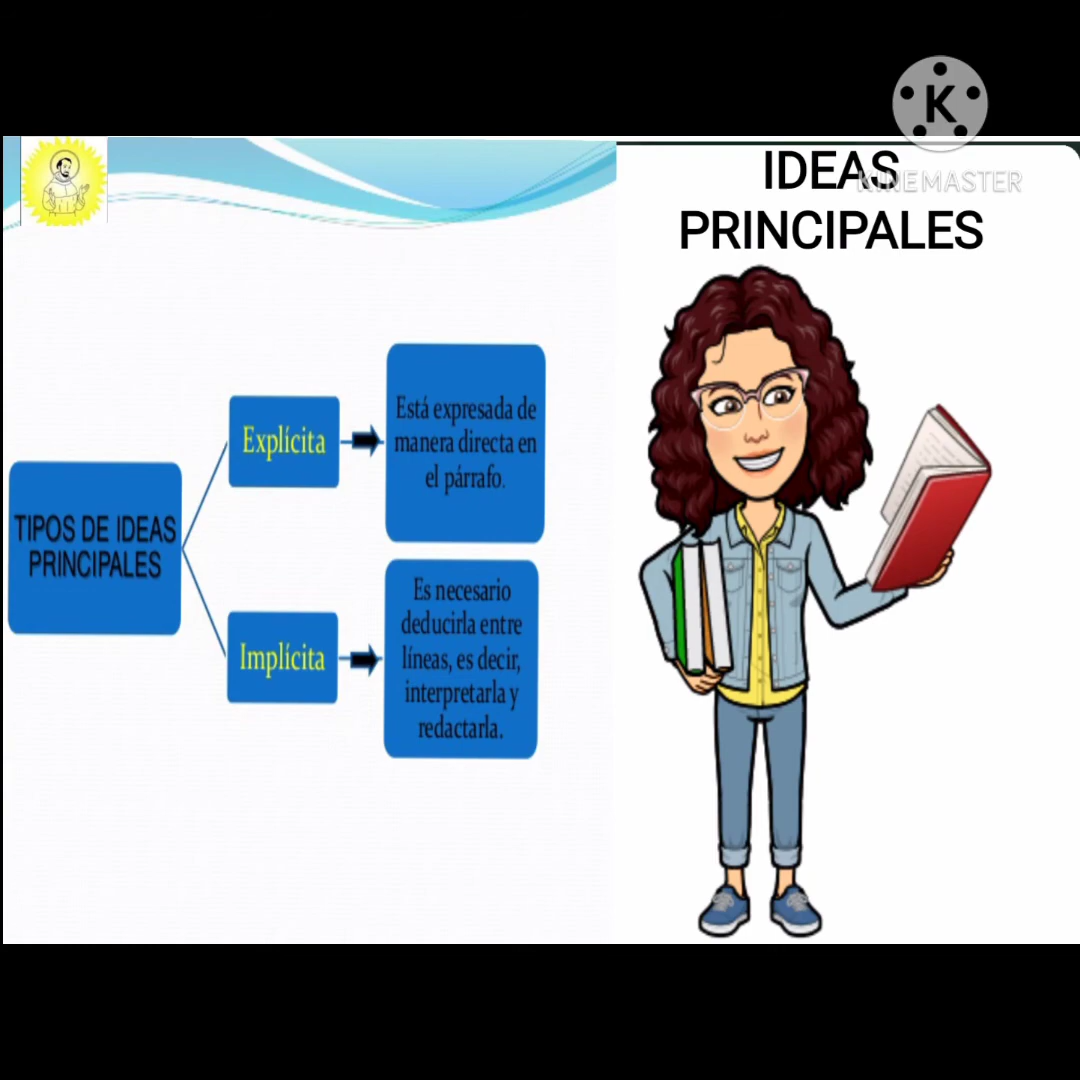 K
KINEMASTER
IDEAS
PRINCIPALES
TIPOS DE IDEAS
PRINCIPALES
Explícita
Está expresada de
manera directa en
el párrafo.
Implícita
Es necesario
deducirla entre
líneas, es decir,
interpretarla y
redactarla.